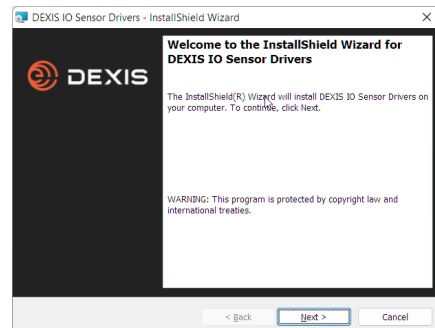 DEXIS IO Sensor Drivers - InstallShield Wizard
DEXIS
Welcome to the InstallShield Wizard for
DEXIS IO Sensor Drivers
The InstallShield(R) Wizard will install DEXIS IO Sensor Drivers on
your computer. To continue, click Next.
WARNING: This program is protected by copyright law and
international treaties.
< Back
Next >
Cancel